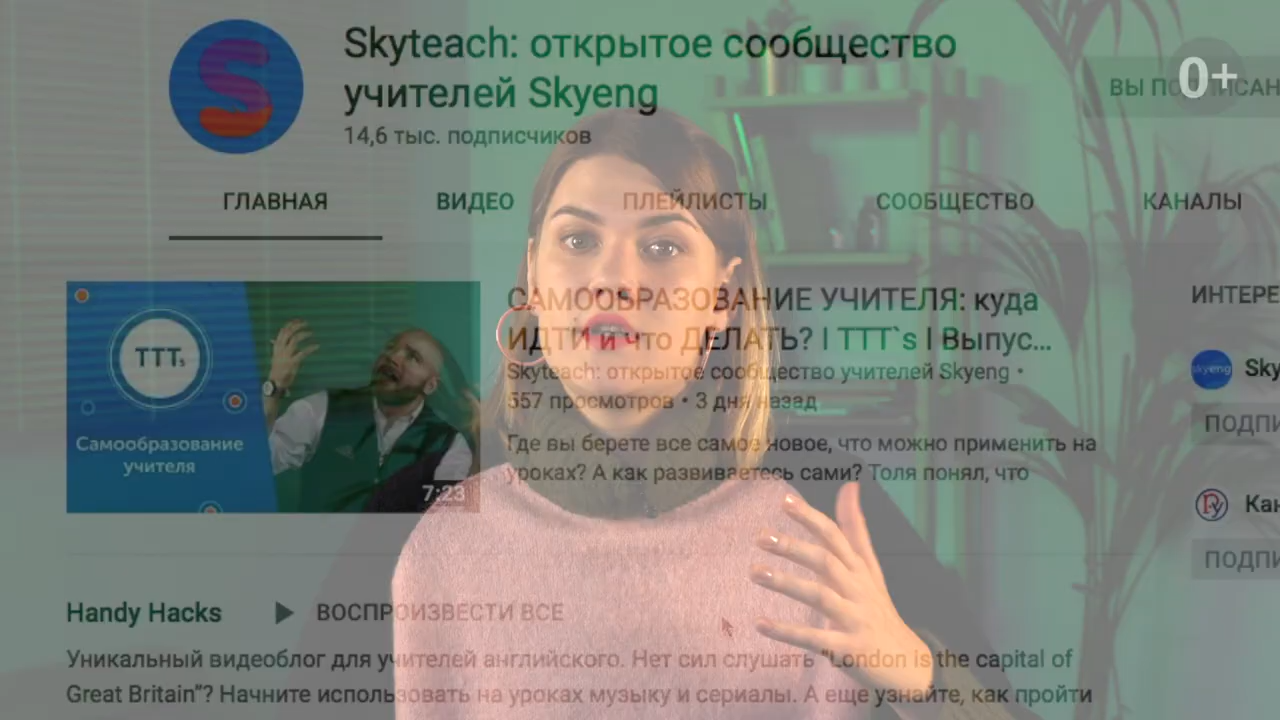 Skyteach: открытое сообщество
учителей Skyeng
14,6 тыс. подписчиков
0+
ГЛАВНАЯ
ВИДЕО
ПЛЕЙЛИСТЫ
СООБЩЕСТВО
КАНАЛЫ
TTTs
Самообразование
учителя
7:23
САМООБРАЗОВАНИЕ УЧИТЕЛЯ: куда
ИДТИ и что ДЕЛАТЬ? I TTT`s I Выпус...
Skyteach: открытое сообщество учителей Skyeng •
557 просмотров • 3 дня назад
Где вы берете все самое новое, что можно применить на
уроках? А как развиваетесь сами? Толя понял, что
ИНТЕРЕ
skyeng
Sky
ПОДПИ
Кан
ПОДПИ
Handy Hacks
ВОСПРОИЗВЕСТИ ВСЕ
Уникальный видеоблог для учителей английского. Нет сил слушать "London is the capital of
Great Britain"? Начните использовать на уроках музыку и сериалы. А еще узнайте, как пройти